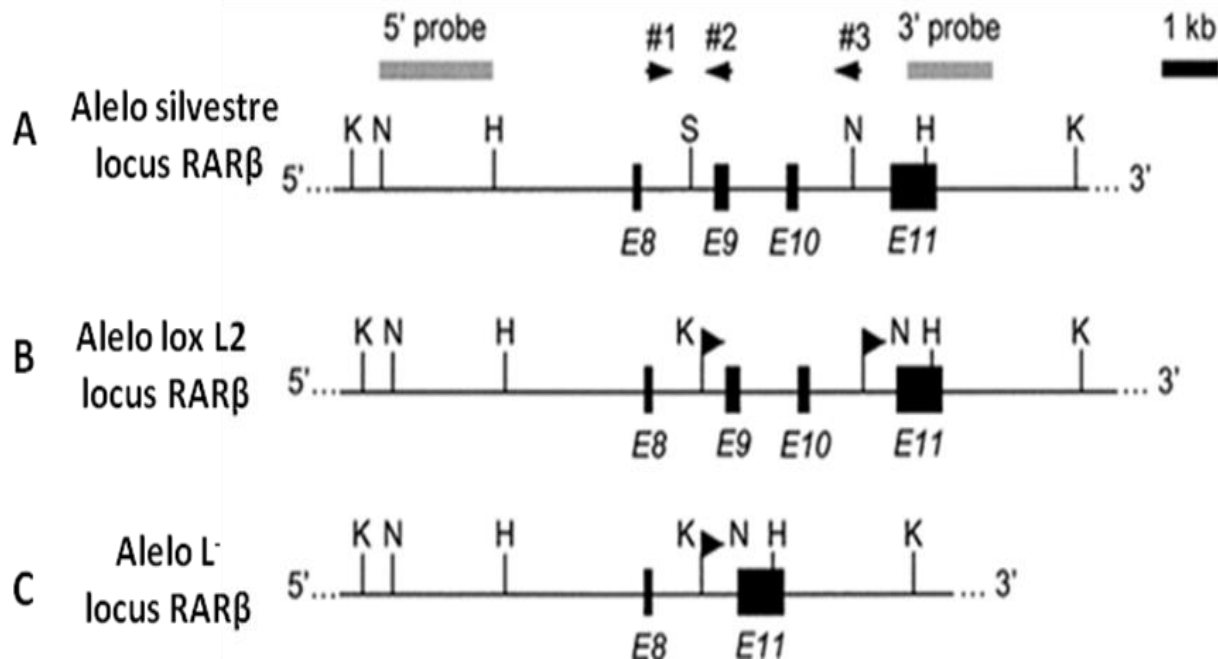 5' probe #1 #2 #3 3' probe 1 kb
A Alelo silvestre locus RARβ
K N H S N H K
5' ... ... 3'
E8 E9 E10 E11
B Alelo lox L2 locus RARβ
K N H K N H K
5' ... ... 3'
E8 E9 E10 E11
C Alelo L- locus RARβ
K N H K N H K
5' ... ... 3'
E8 E11